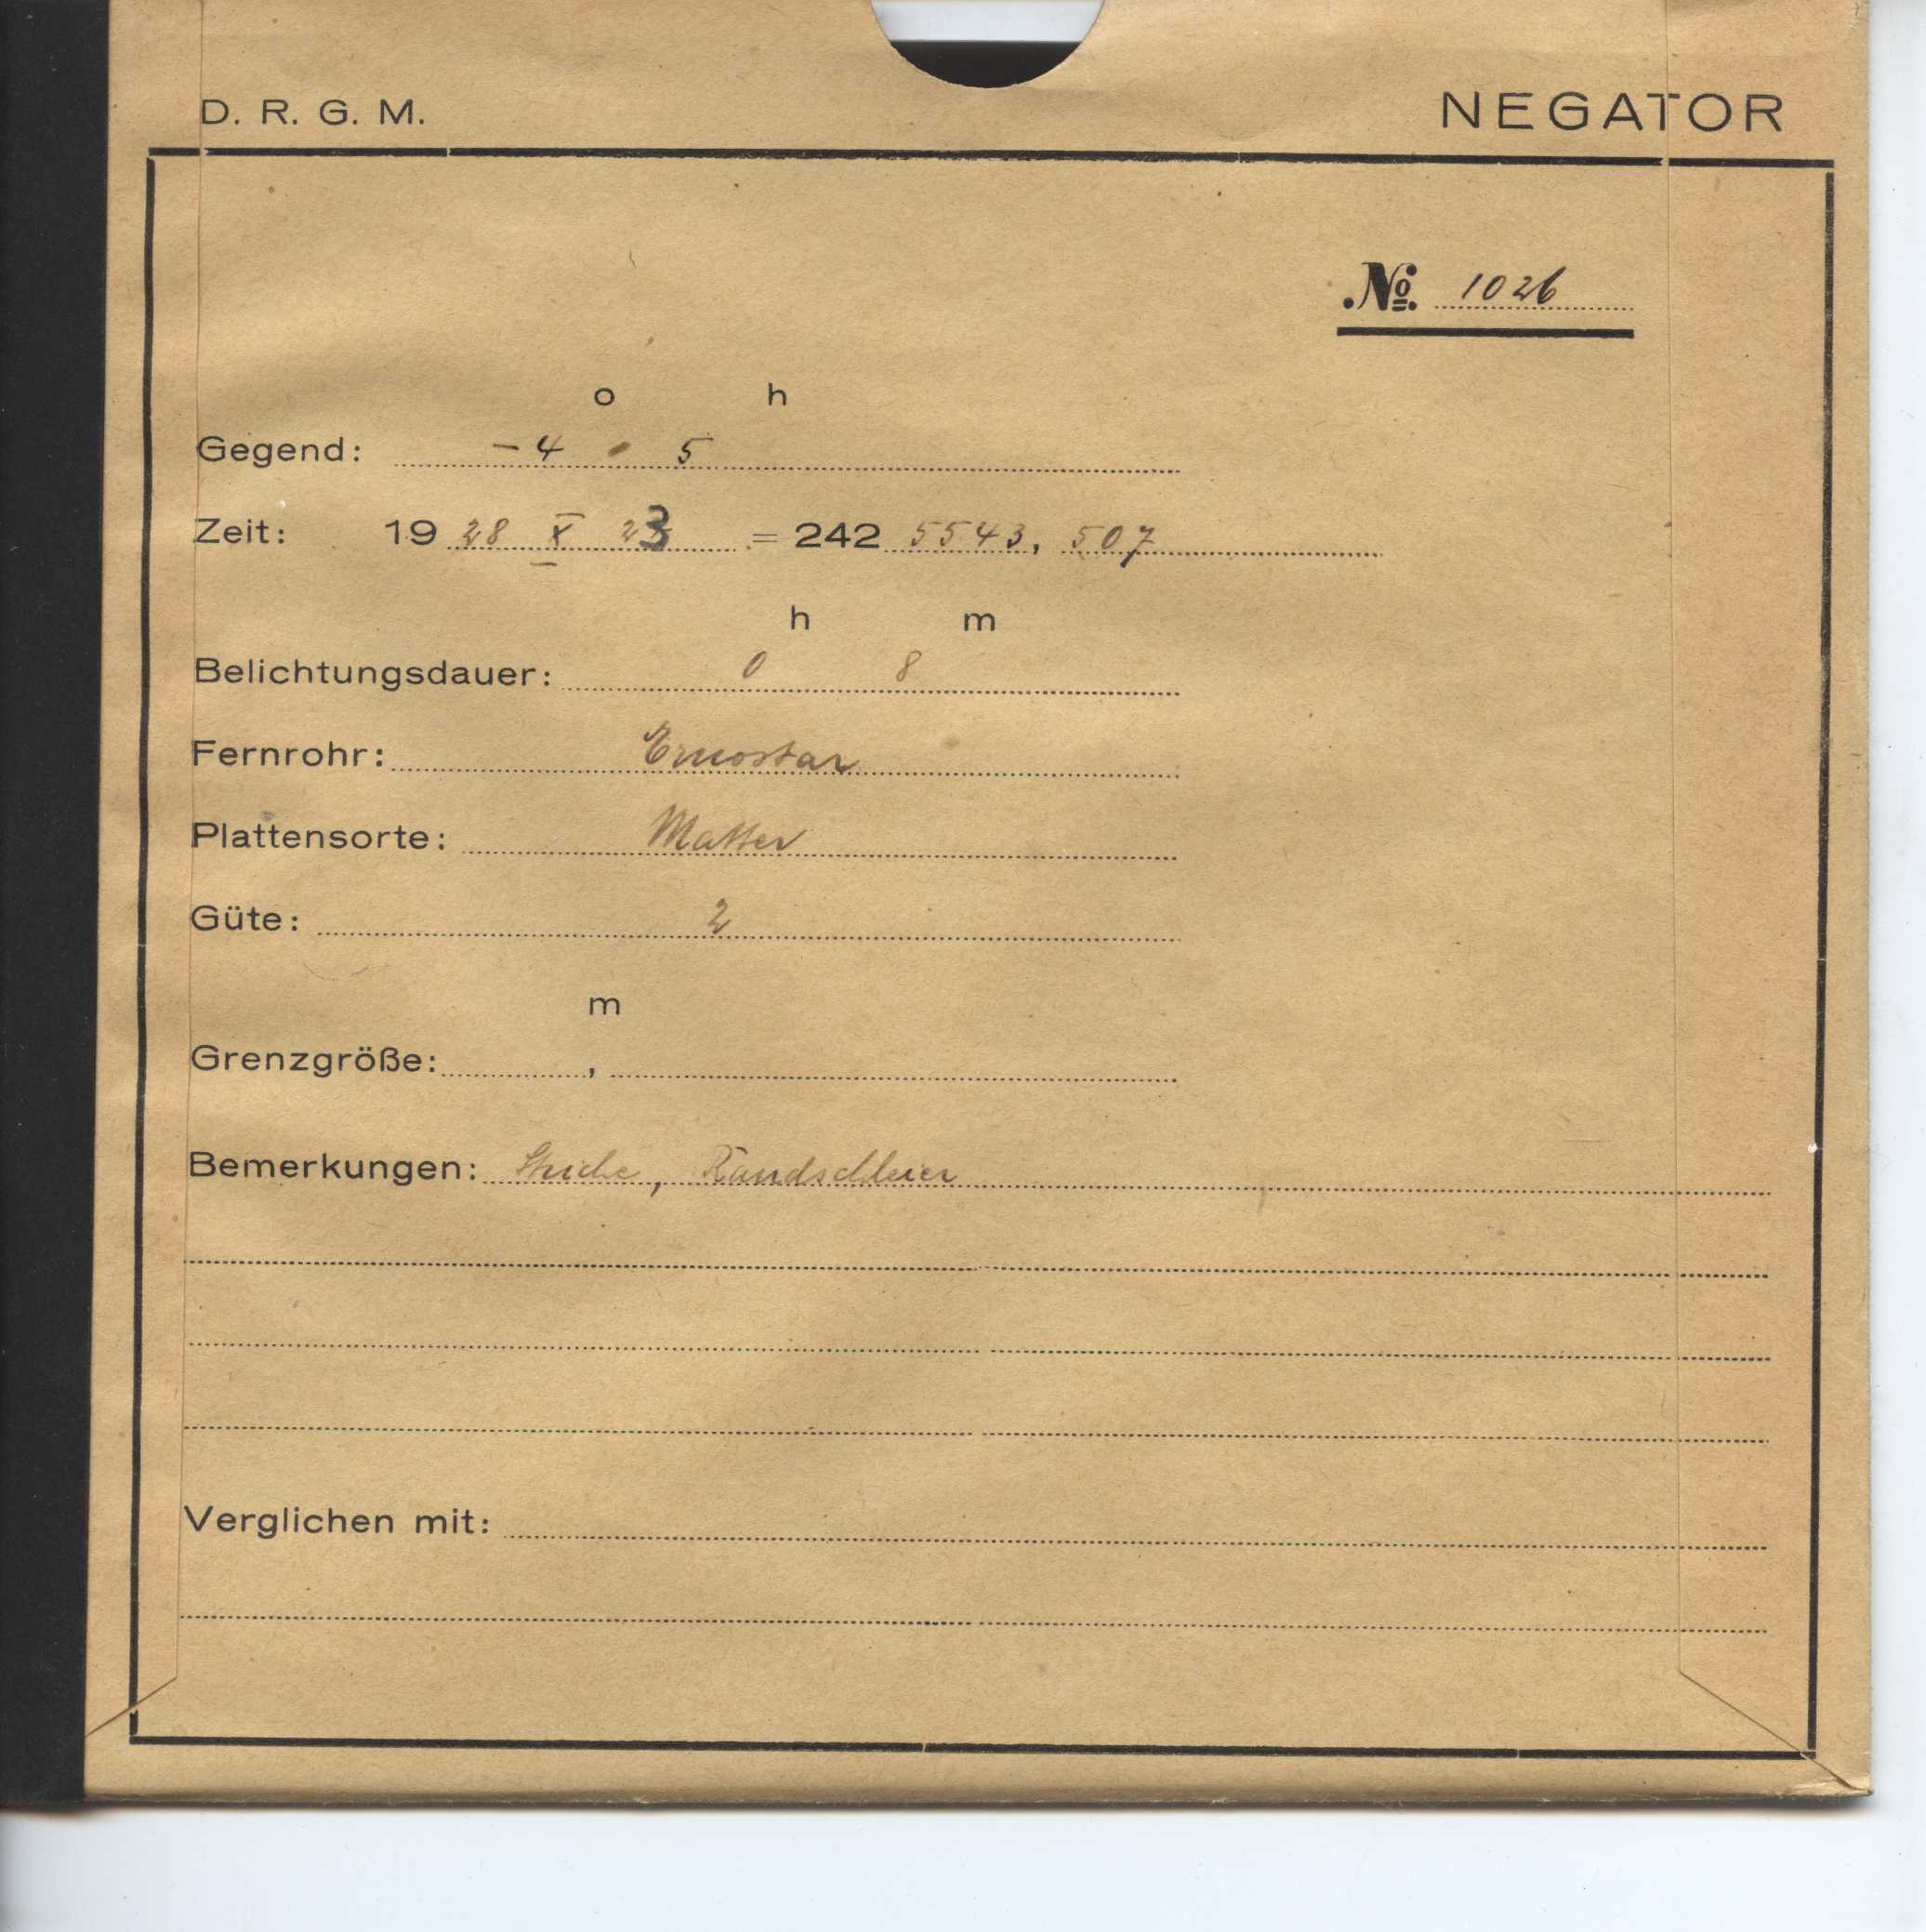 D. R. G. M. NEGATOR
No. 1026
o h
Gegend: -4 5
Zeit: 19 28 X 23 = 242 5543, 507
h m
Belichtungsdauer: 0 8
Fernrohr: Ernostar
Plattensorte: Matter
Güte: 2
m
Grenzgröße: ,
Bemerkungen: Striche, Randschleier
Verglichen mit: